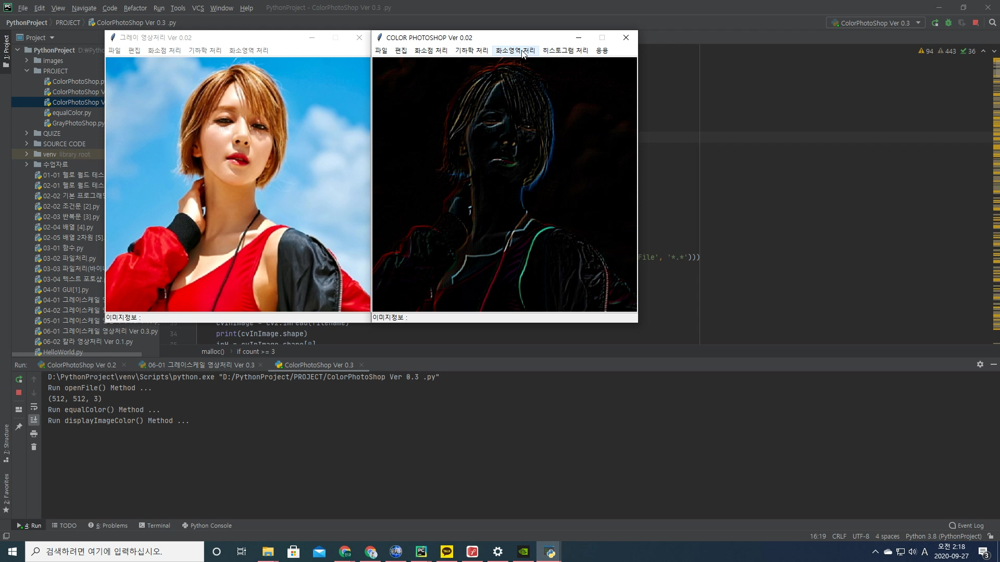 File Edit View Navigate Code Refactor Run Tools VCS Window Help PythonProject - ColorPhotoShop Ver 0.3 .py
PythonProject PROJECT ColorPhotoShop Ver 0.3 .py
ColorPhotoShop Ver 0.3
1: Project
Project
그레이 영상처리 Ver 0.02
파일 편집 화소점 처리 기하학 처리 화소영역 처리
이미지정보 :
COLOR PHOTOSHOP Ver 0.02
파일 편집 화소점 처리 기하학 처리 화소영역 처리 히스토그램 처리 응용
이미지정보 :
94 443 36
PythonProject
images
PROJECT
ColorPhotoShop.p
ColorPhotoShop V
ColorPhotoShop V
equalColor.py
GrayPhotoShop.py
QUIZE
SOURCE CODE
venv library root
수업자료
01-01 헬로 월드 테스
02-01 헬로 월드 테스
02-02 기본 프로그래밍
02-02 조건문 [2].py
02-03 반복문 [3].py
02-04 배열 [4].py
02-05 배열 2차원 [5].
03-01 함수.py
03-02 파일처리.py
03-03 파일처리(바이너
03-04 텍스트 포토샵.
04-01 GUI[1].py
04-01 그레이스케일
04-02 그레이스케일
05-01 그레이스케일
06-01 그레이스케일 영상처리 Ver 0.3.py
06-02 칼라 영상처리 Ver 0.1.py
HelloWorld.py
File', '*.*')))
33 cvInImage = cv2.imread(filename)
34 print(cvInImage.shape)
35 inH = cvInImage.shape[0]
malloc() if count >= 3
Run: ColorPhotoShop Ver 0.2 06-01 그레이스케일 영상처리 Ver 0.3 ColorPhotoShop Ver 0.3
D:\PythonProject\venv\Scripts\python.exe "D:/PythonProject/PROJECT/ColorPhotoShop Ver 0.3 .py"
Run openFile() Method ...
(512, 512, 3)
Run equalColor() Method ...
Run displayImageColor() Method ...
7: Structure
2: Favorites
4: Run TODO 6: Problems Terminal Python Console Event Log
16:19 CRLF UTF-8 4 spaces Python 3.8 (PythonProject)
검색하려면 여기에 입력하십시오.
A 오전 2:18
2020-09-27
3